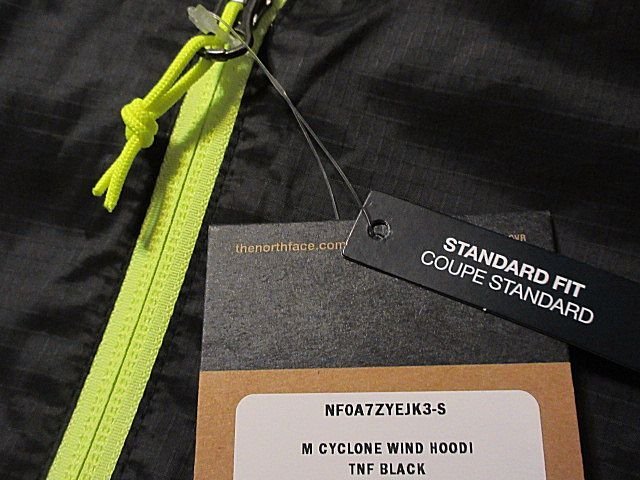 thenorthface.com
STANDARD FIT
COUPE STANDARD
NF0A7ZYEJK3-S
M CYCLONE WIND HOODI
TNF BLACK